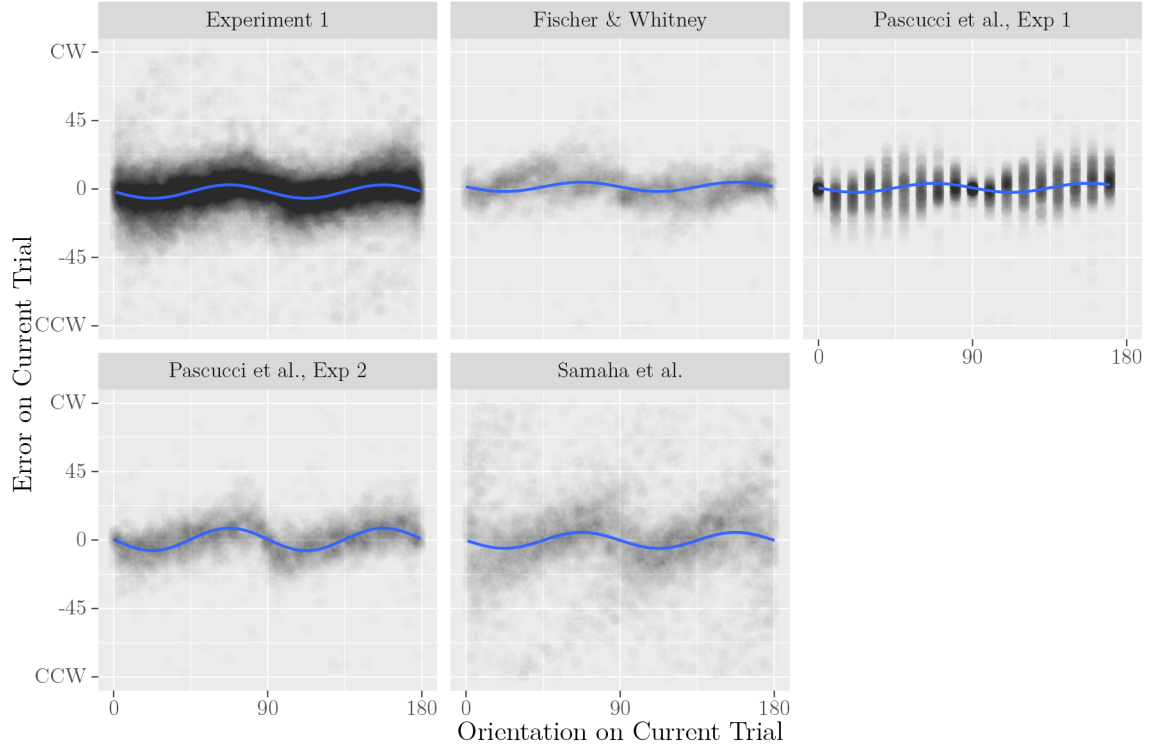 Experiment 1
Fischer & Whitney
Pascucci et al., Exp 1
CW
45
0
-45
CCW
0
90
180
Pascucci et al., Exp 2
Samaha et al.
CW
45
0
-45
CCW
0
90
180
0
90
180
Error on Current Trial
Orientation on Current Trial